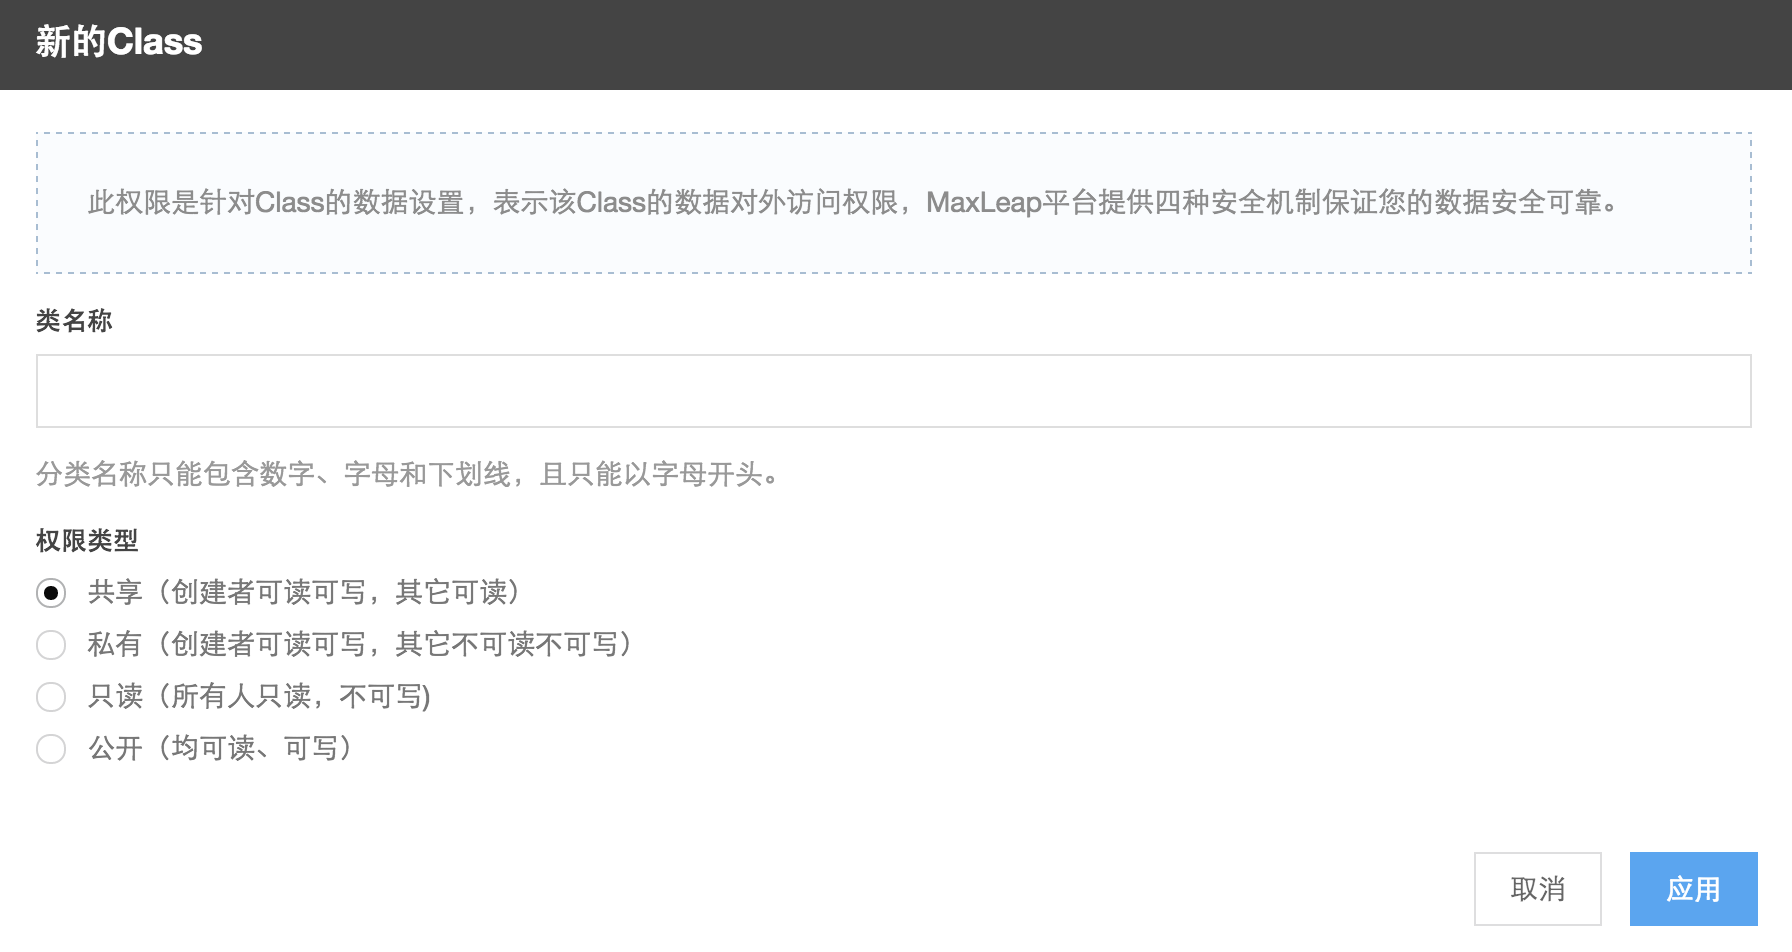 新的Class
此权限是针对Class的数据设置，表示该Class的数据对外访问权限，MaxLeap平台提供四种安全机制保证您的数据安全可靠。
类名称
分类名称只能包含数字、字母和下划线，且只能以字母开头。
权限类型
共享（创建者可读可写，其它可读）
私有（创建者可读可写，其它不可读不可写）
只读（所有人只读，不可写)
公开（均可读、可写）
取消
应用